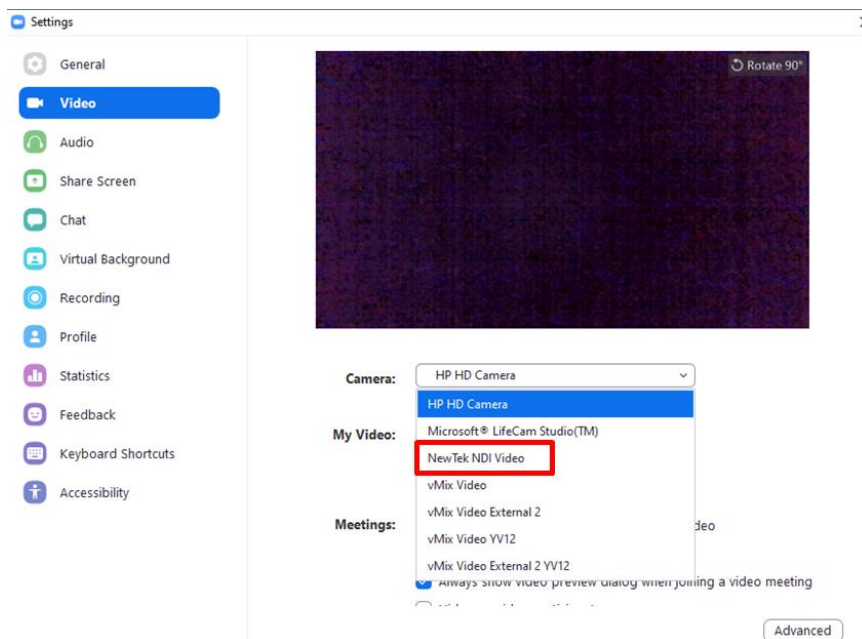 Settings
General
Video
Audio
Share Screen
Chat
Virtual Background
Recording
Profile
Statistics
Feedback
Keyboard Shortcuts
Accessibility
Rotate 90°
Camera:
HP HD Camera
HP HD Camera
My Video:
Microsoft® LifeCam Studio(TM)
NewTek NDI Video
vMix Video
vMix Video External 2
Meetings:
vMix Video YV12
vMix Video External 2 YV12
Always show video preview dialog when joining a video meeting
Advanced